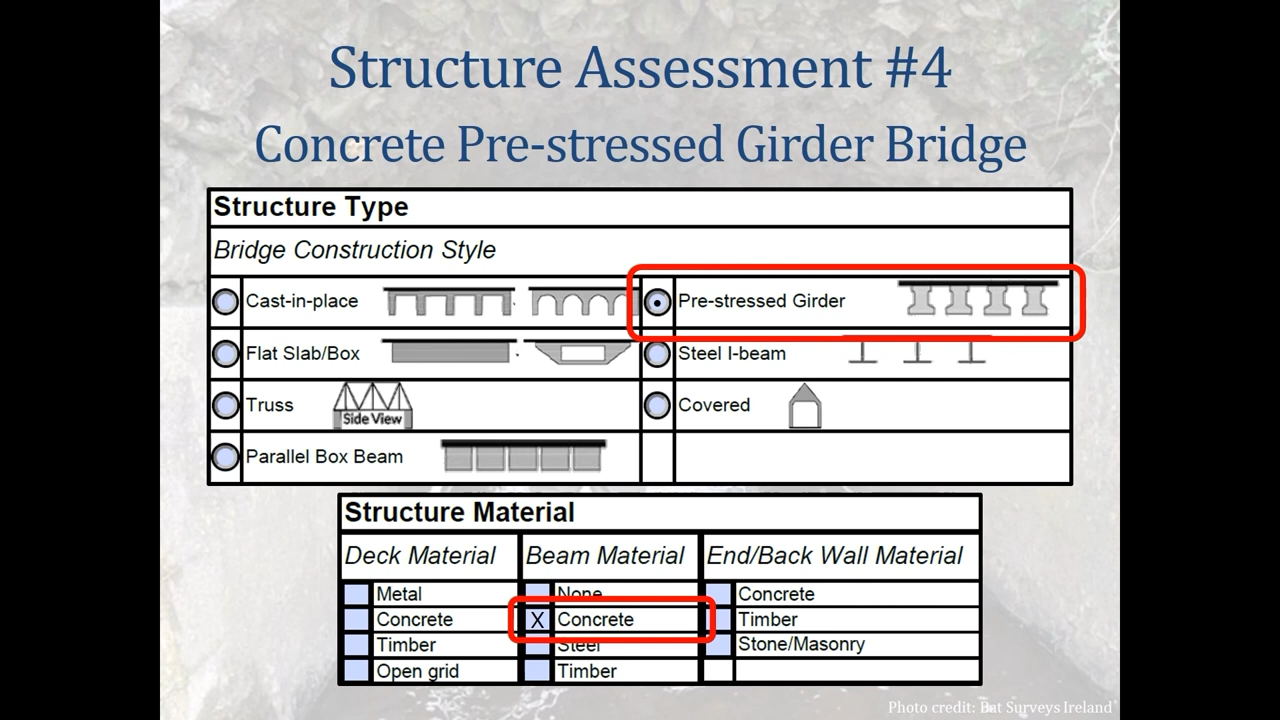 Structure Assessment #4
Concrete Pre-stressed Girder Bridge
Structure Type
Bridge Construction Style
Cast-in-place
Pre-stressed Girder
Flat Slab/Box
Steel I-beam
Truss
Side View
Covered
Parallel Box Beam
Structure Material
Deck Material
Beam Material
End/Back Wall Material
Metal
None
Concrete
Concrete
X
Concrete
Timber
Timber
Steel
Stone/Masonry
Open grid
Timber
Photo credit: Bat Surveys Ireland